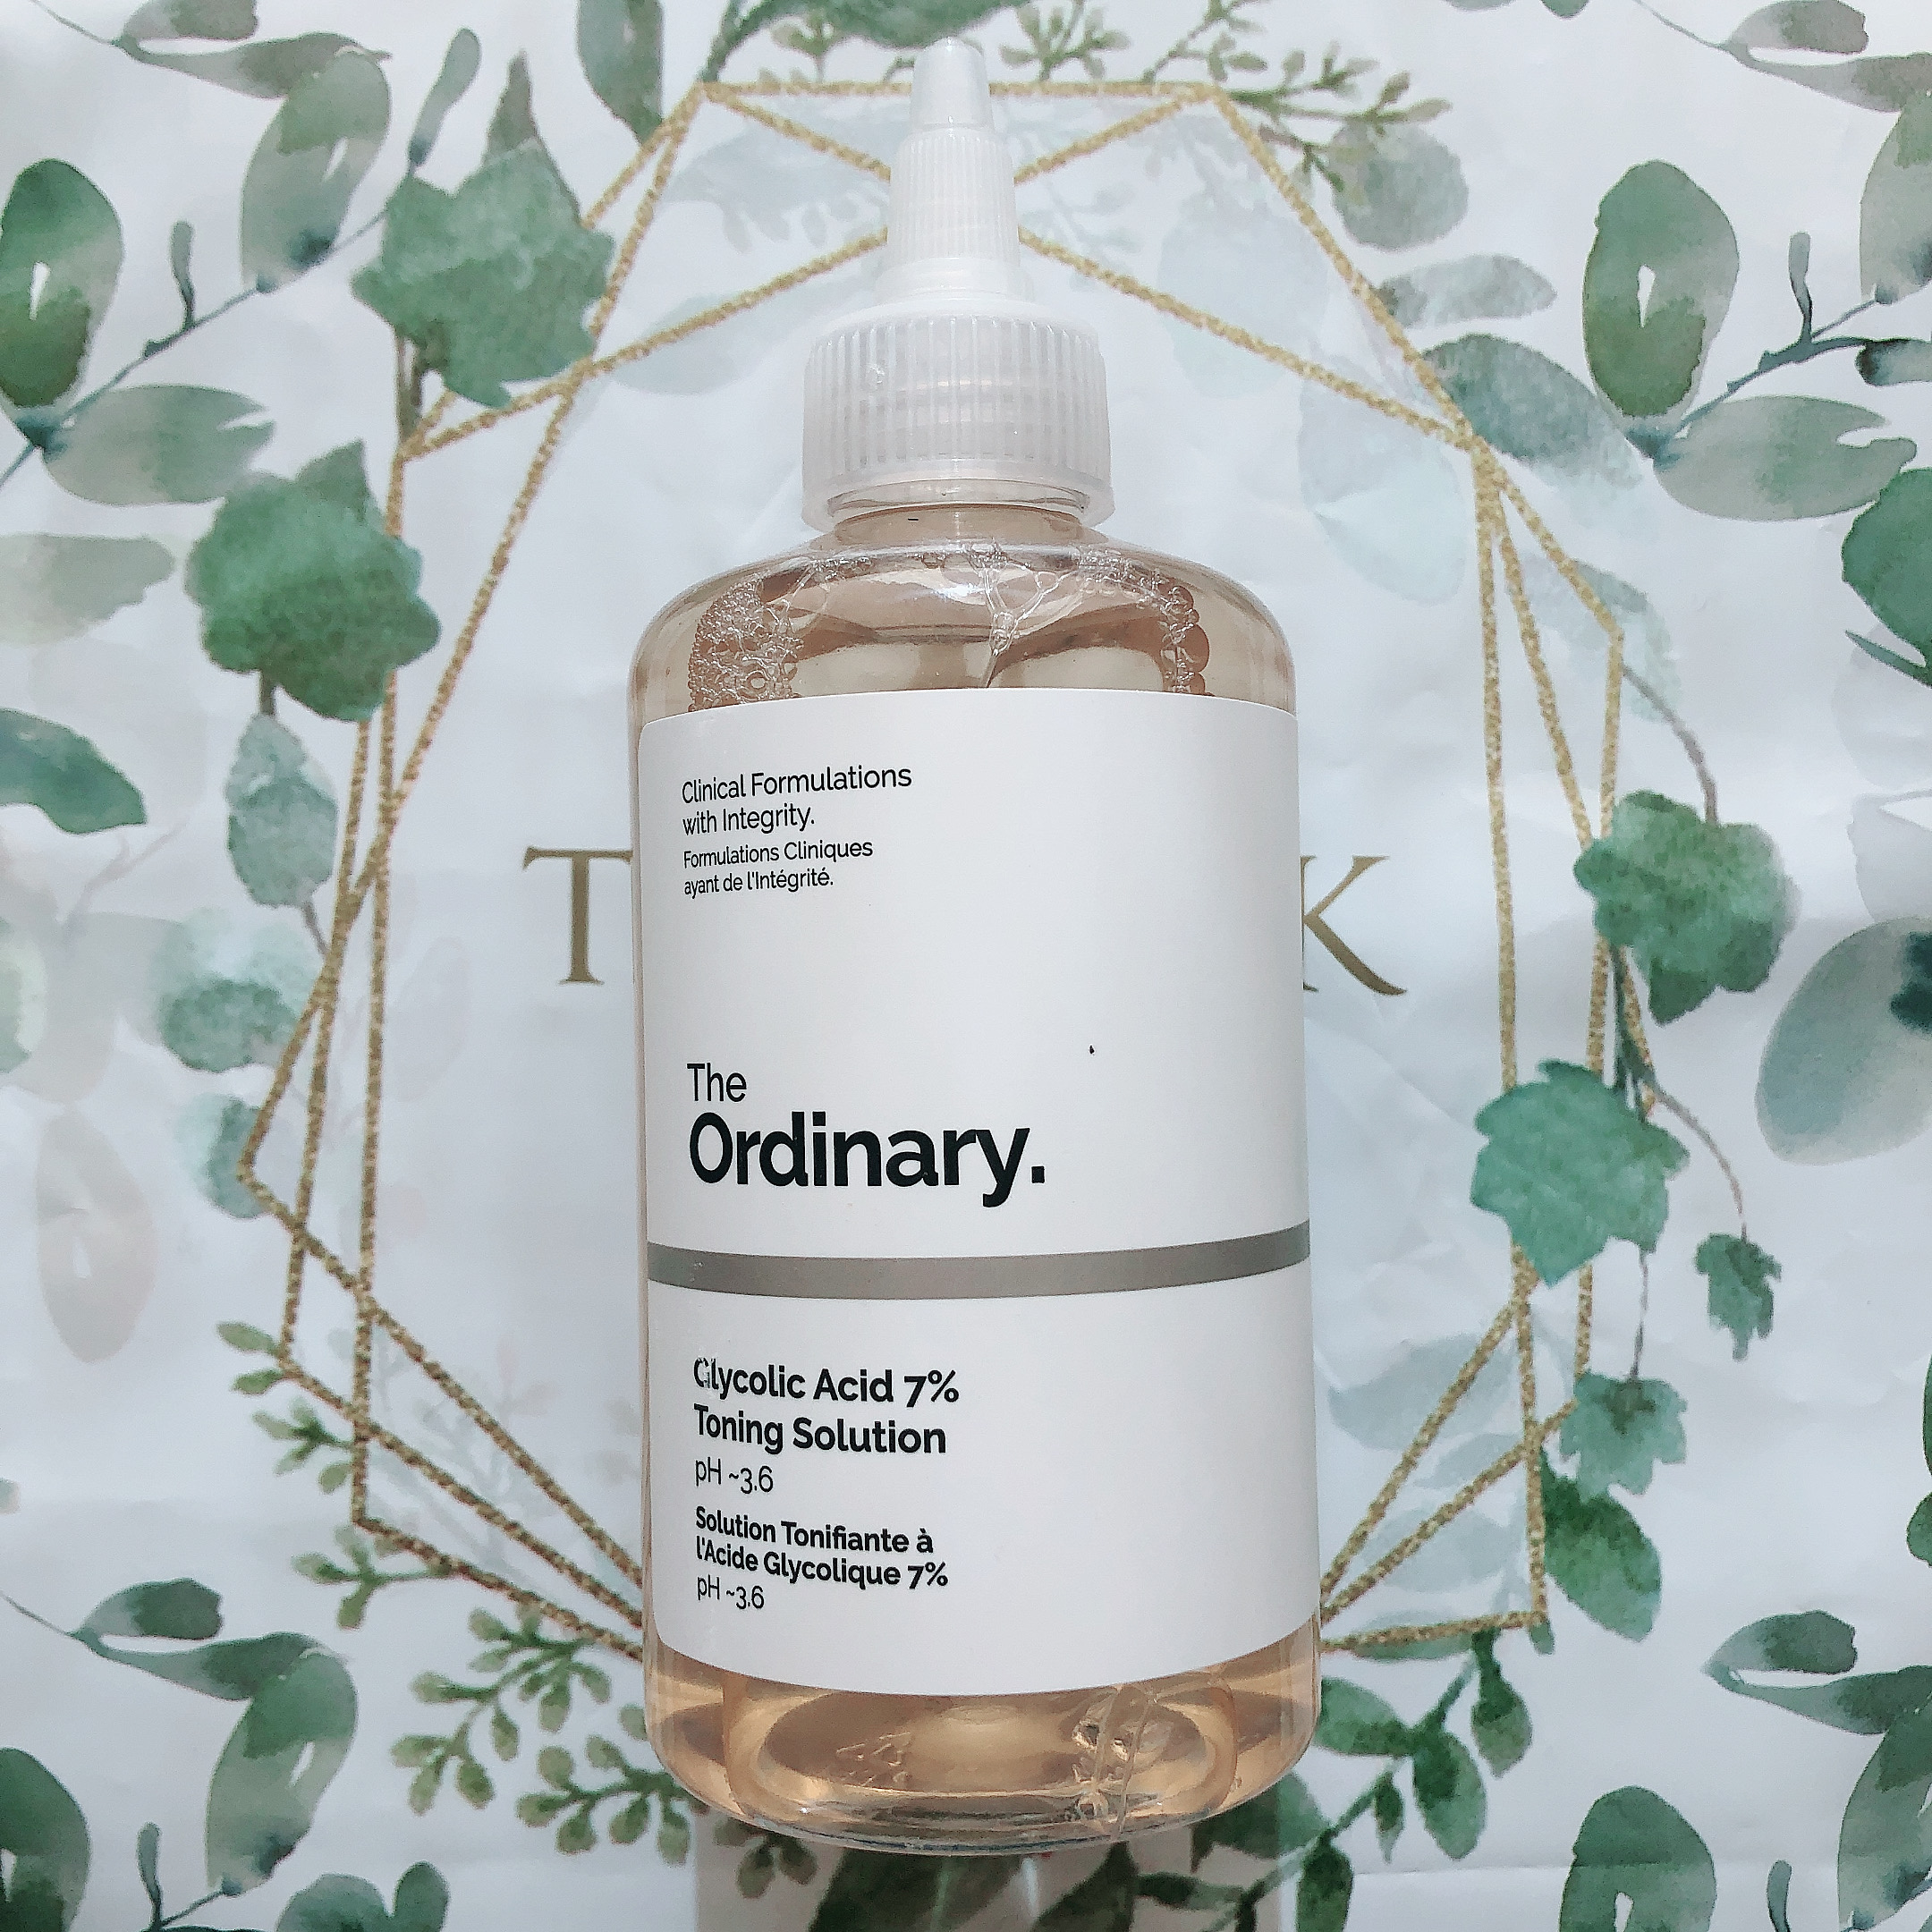 Clinical Formulations
with Integrity.
Formulations Cliniques
ayant de l'Intégrité.
T K
The
Ordinary.
Glycolic Acid 7%
Toning Solution
pH ~3.6
Solution Tonifiante à
l'Acide Glycolique 7%
pH ~3.6